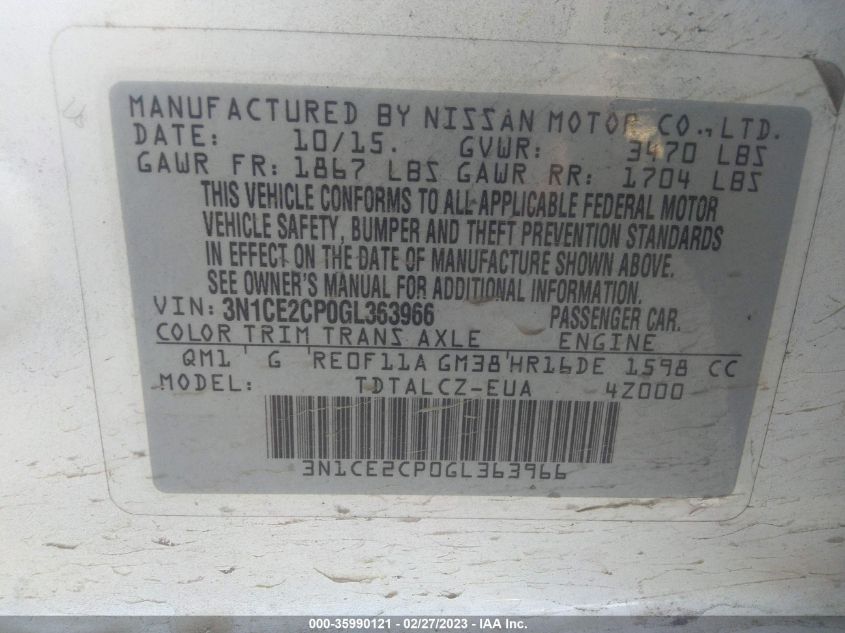 MANUFACTURED BY NISSAN MOTOR CO., LTD.
DATE: 10/15. GVWR: 3470 LBS
GAWR FR: 1867 LBS GAWR RR: 1704 LBS
THIS VEHICLE CONFORMS TO ALL APPLICABLE FEDERAL MOTOR
VEHICLE SAFETY, BUMPER AND THEFT PREVENTION STANDARDS
IN EFFECT ON THE DATE OF MANUFACTURE SHOWN ABOVE.
SEE OWNER'S MANUAL FOR ADDITIONAL INFORMATION.
VIN: 3N1CE2CP0GL363966 PASSENGER CAR.
COLOR TRIM TRANS AXLE ENGINE
QM1 G RE0F11A GM38 HR16DE 1598 CC
MODEL: TDTALCZ-EUA 4Z000
3N1CE2CP0GL363966
000-35990121 - 02/27/2023 - IAA Inc.